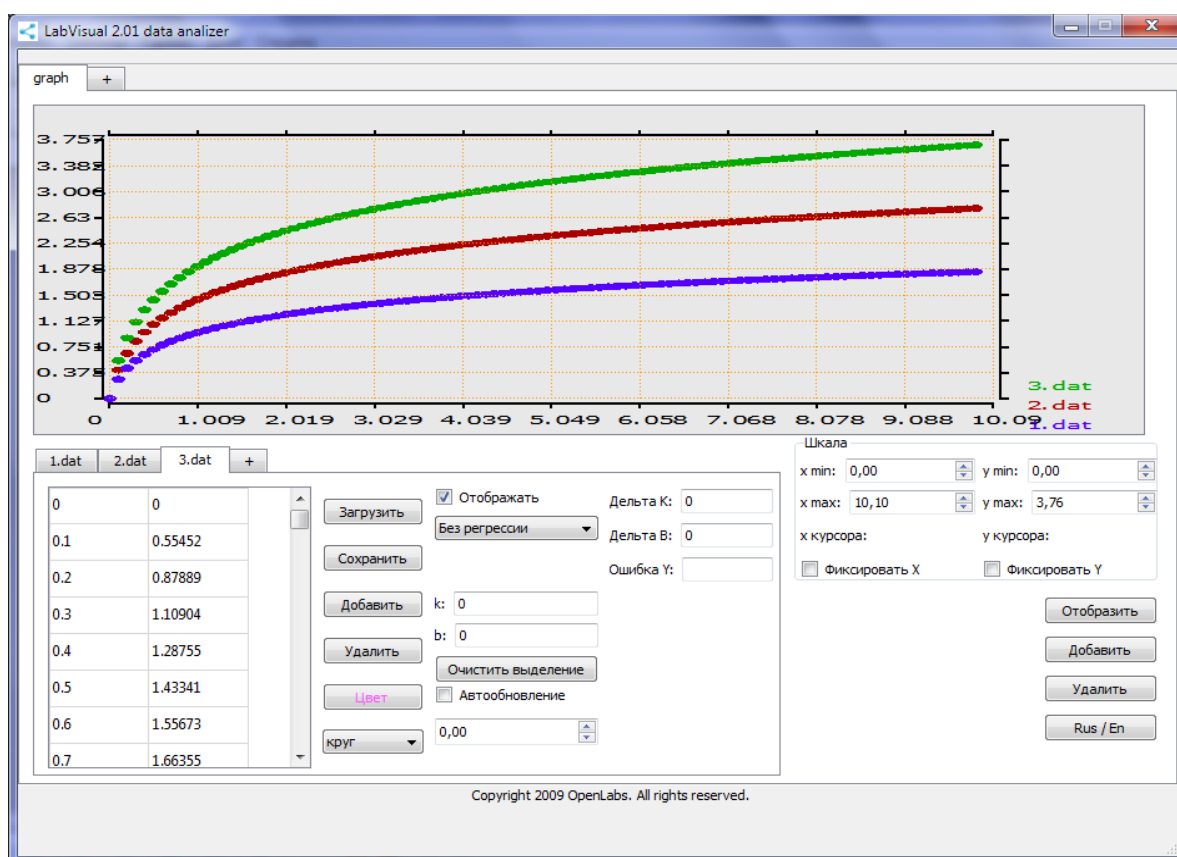 LabVisual 2.01 data analizer
graph +
3.757
3.382
3.006
2.63
2.254
1.878
1.503
1.127
0.751
0.375
0
0 1.009 2.019 3.029 4.039 5.049 6.058 7.068 8.078 9.088 10.09
3.dat
2.dat
1.dat
1.dat 2.dat 3.dat +
0 0
0.1 0.55452
0.2 0.87889
0.3 1.10904
0.4 1.28755
0.5 1.43341
0.6 1.55673
0.7 1.66355
Загрузить
Сохранить
Добавить
Удалить
Цвет
круг
Отображать
Без регрессии
k: 0
b: 0
Очистить выделение
Автообновление
0,00
Дельта К: 0
Дельта В: 0
Ошибка Y:
Шкала
x min: 0,00 y min: 0,00
x max: 10,10 y max: 3,76
x курсора: y курсора:
Фиксировать X Фиксировать Y
Отобразить
Добавить
Удалить
Rus / En
Copyright 2009 OpenLabs. All rights reserved.